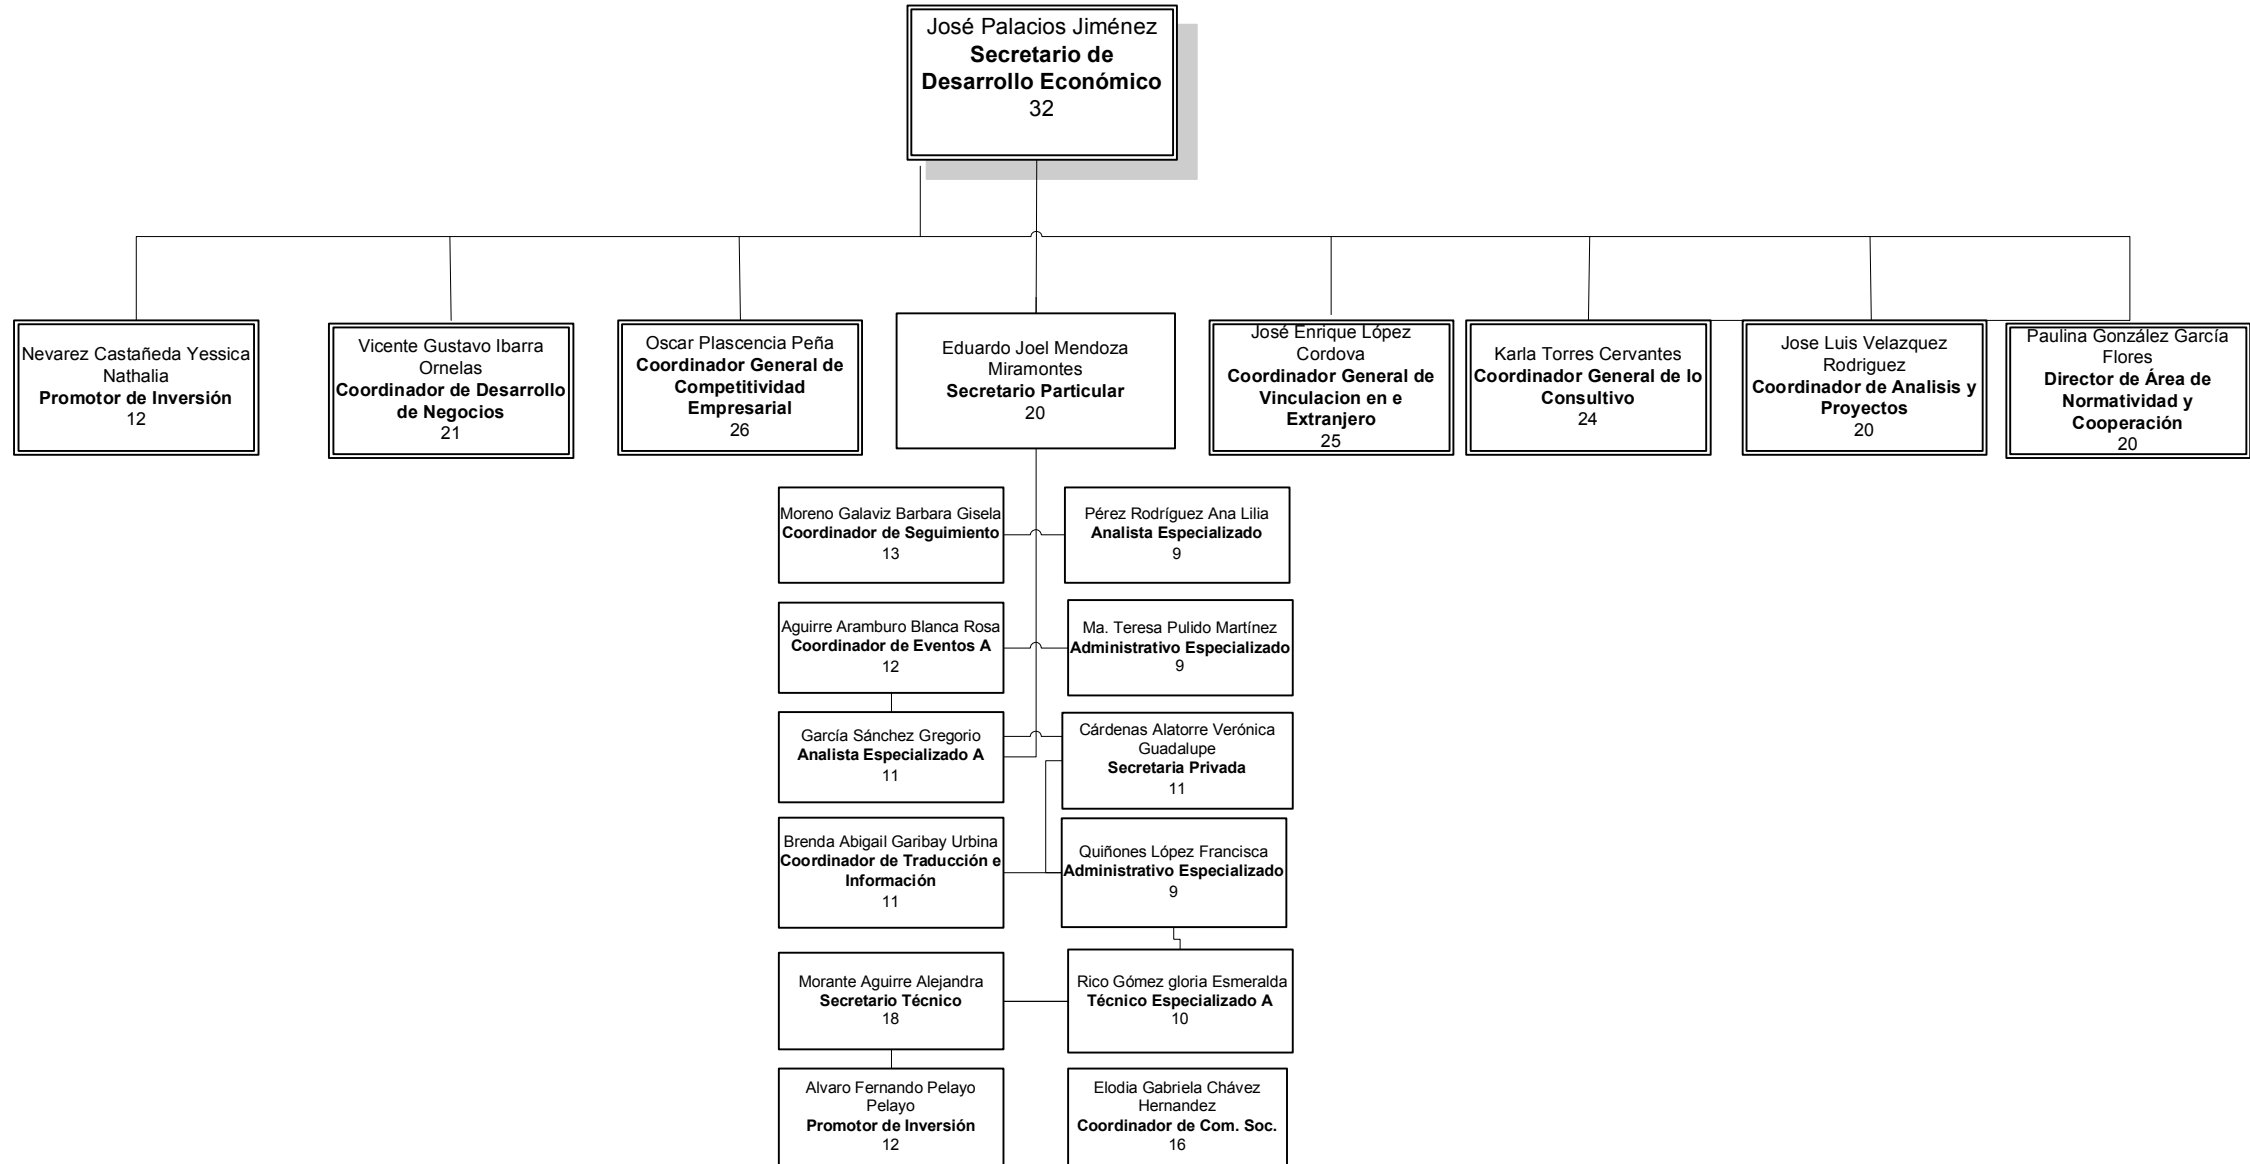 José Palacios Jiménez
Secretario de
Desarrollo Económico
32
Nevarez Castañeda Yessica
Nathalia
Promotor de Inversión
12
Vicente Gustavo Ibarra
Ornelas
Coordinador de Desarrollo
de Negocios
21
Oscar Plascencia Peña
Coordinador General de
Competitividad
Empresarial
26
Eduardo Joel Mendoza
Miramontes
Secretario Particular
20
José Enrique López
Cordova
Coordinador General de
Vinculacion en e
Extranjero
25
Karla Torres Cervantes
Coordinador General de lo
Consultivo
24
Jose Luis Velazquez
Rodriguez
Coordinador de Analisis y
Proyectos
20
Paulina González García
Flores
Director de Área de
Normatividad y
Cooperación
20
Moreno Galaviz Barbara Gisela
Coordinador de Seguimiento
13
Pérez Rodríguez Ana Lilia
Analista Especializado
9
Aguirre Aramburo Blanca Rosa
Coordinador de Eventos A
12
Ma. Teresa Pulido Martínez
Administrativo Especializado
9
García Sánchez Gregorio
Analista Especializado A
11
Cárdenas Alatorre Verónica
Guadalupe
Secretaria Privada
11
Brenda Abigail Garibay Urbina
Coordinador de Traducción e
Información
11
Quiñones López Francisca
Administrativo Especializado
9
Morante Aguirre Alejandra
Secretario Técnico
18
Rico Gómez gloria Esmeralda
Técnico Especializado A
10
Alvaro Fernando Pelayo
Pelayo
Promotor de Inversión
12
Elodia Gabriela Chávez
Hernandez
Coordinador de Com. Soc.
16